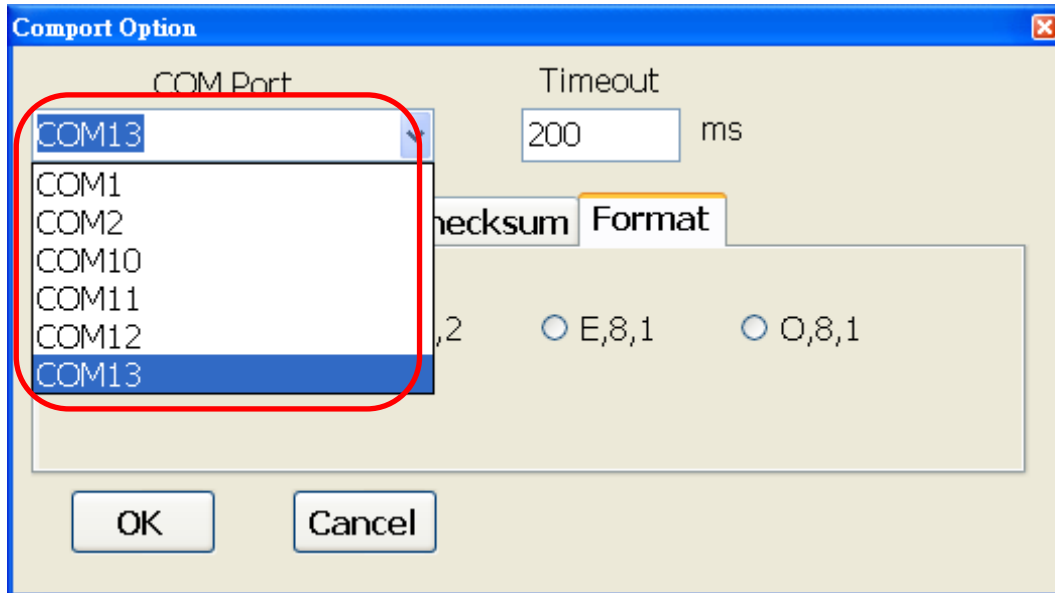 Comport Option
COM Port
Timeout
COM13
200
ms
COM1
COM2
COM10
COM11
COM12
COM13
hecksum
Format
,2
E,8,1
O,8,1
OK
Cancel